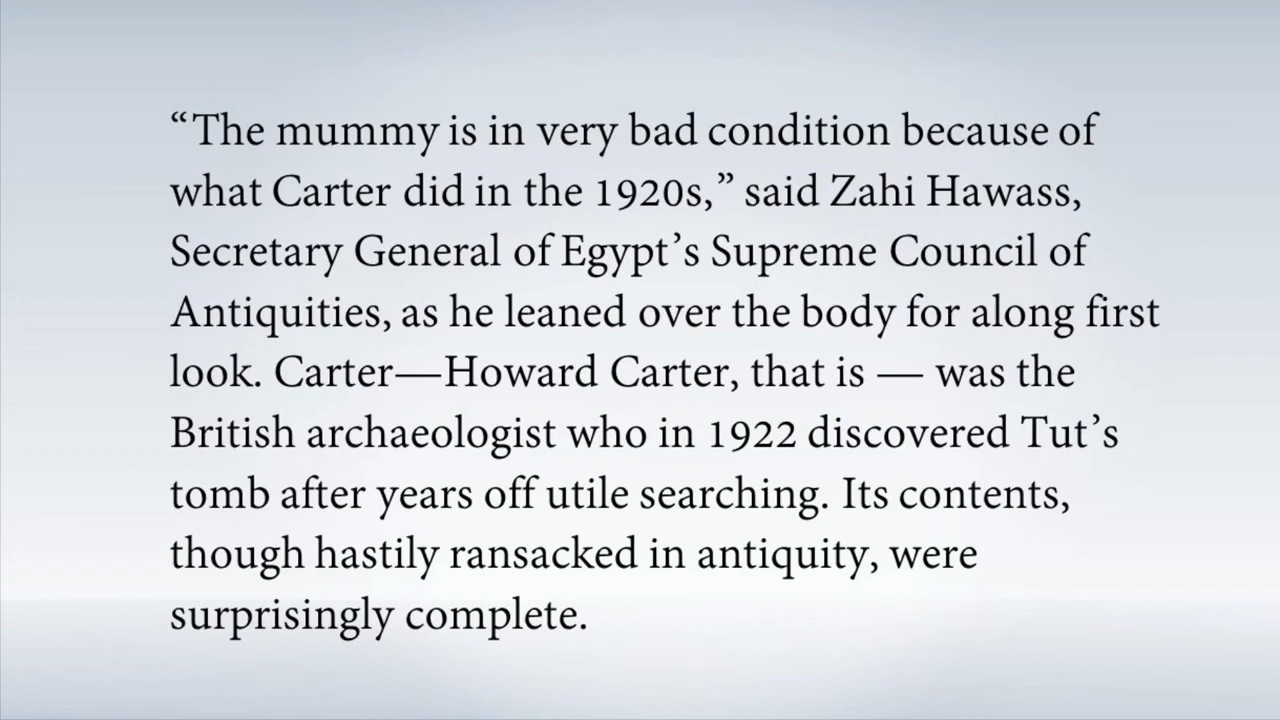 “The mummy is in very bad condition because of
what Carter did in the 1920s,” said Zahi Hawass,
Secretary General of Egypt’s Supreme Council of
Antiquities, as he leaned over the body for along first
look. Carter—Howard Carter, that is — was the
British archaeologist who in 1922 discovered Tut’s
tomb after years off utile searching. Its contents,
though hastily ransacked in antiquity, were
surprisingly complete.